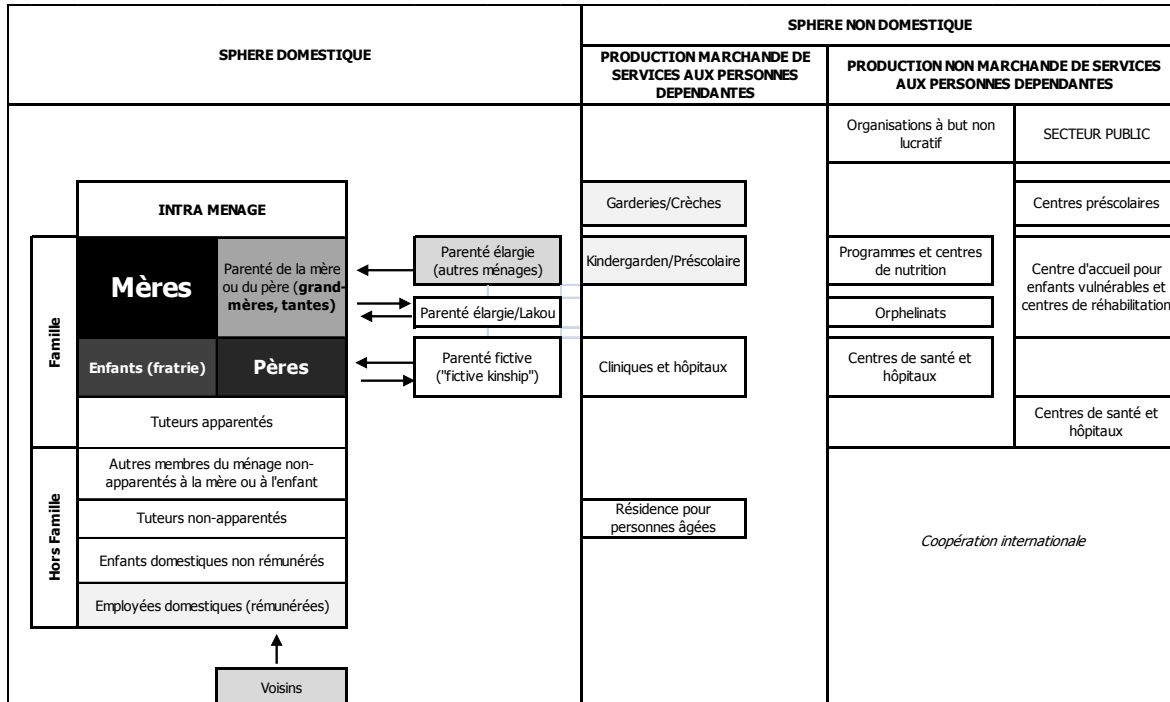 SPHERE DOMESTIQUE
SPHERE NON DOMESTIQUE
PRODUCTION MARCHANDE DE
SERVICES AUX PERSONNES
DEPENDANTES
PRODUCTION NON MARCHANDE DE SERVICES
AUX PERSONNES DEPENDANTES
Organisations à but non
lucratif
SECTEUR PUBLIC
INTRA MENAGE
Garderies/Crèches
Centres préscolaires
Famille
Mères
Parenté de la mère
ou du père (grand-
mères, tantes)
Parenté élargie
(autres ménages)
Kindergarden/Préscolaire
Programmes et centres
de nutrition
Centre d'accueil pour
enfants vulnérables et
centres de réhabilitation
Parenté élargie/Lakou
Orphelinats
Enfants (fratrie)
Pères
Parenté fictive
("fictive kinship")
Cliniques et hôpitaux
Centres de santé et
hôpitaux
Tuteurs apparentés
Centres de santé et
hôpitaux
Hors Famille
Autres membres du ménage non-
apparentés à la mère ou à l'enfant
Tuteurs non-apparentés
Résidence pour
personnes âgées
Enfants domestiques non rémunérés
Coopération internationale
Employées domestiques (rémunérées)
Voisins